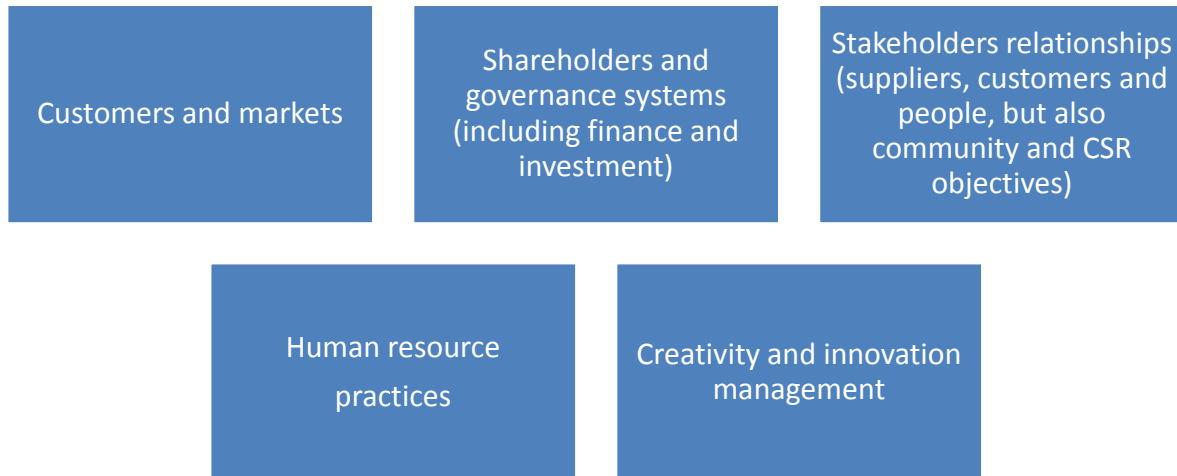 Customers and markets
Shareholders and
governance systems
(including finance and
investment)
Stakeholders relationships
(suppliers, customers and
people, but also
community and CSR
objectives)
Human resource
practices
Creativity and innovation
management